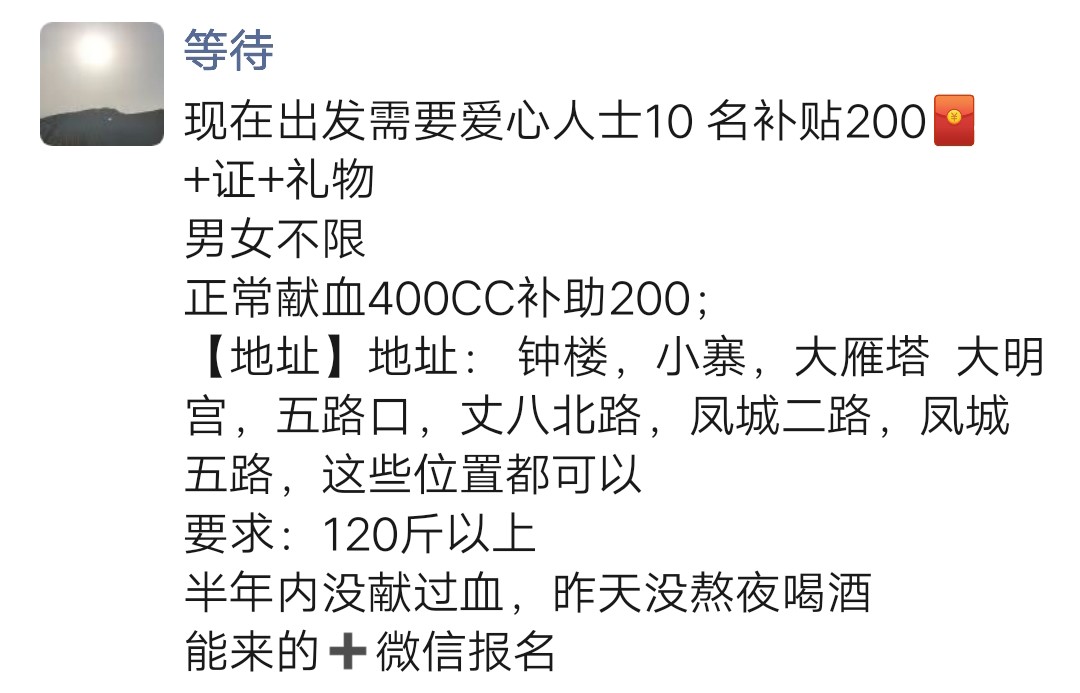 等待
现在出发需要爱心人士10 名补贴200🧧
+证+礼物
男女不限
正常献血400CC补助200；
【地址】地址： 钟楼，小寨，大雁塔 大明
宫，五路口，丈八北路，凤城二路，凤城
五路，这些位置都可以
要求：120斤以上
半年内没献过血，昨天没熬夜喝酒
能来的➕微信报名